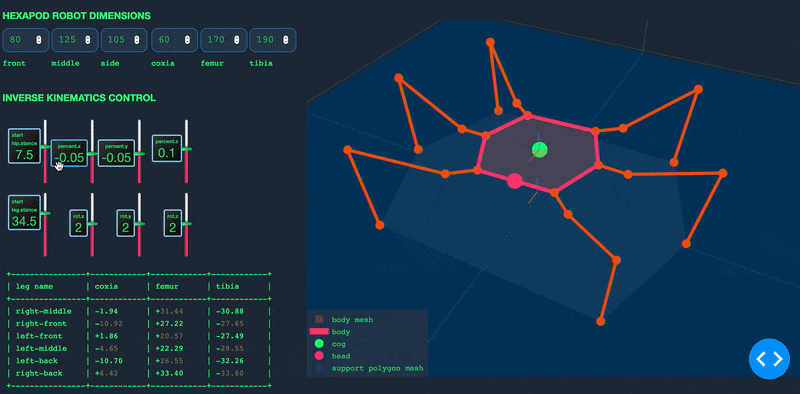 HEXAPOD ROBOT DIMENSIONS
80 125 105 60 170 190
front middle side coxia femur tibia
INVERSE KINEMATICS CONTROL
start
hip.stance
7.5
percent.x
-0.05
percent.y
-0.05
percent.z
0.1
start
leg.stance
34.5
rot.x
2
rot.y
2
rot.z
2
+-------------------+------------+------------+------------+
| leg name | coxia | femur | tibia |
+-------------------+------------+------------+------------+
| right-middle | -1.94 | +31.44 | -30.88 |
| right-front | -10.92 | +27.22 | -27.65 |
| left-front | +1.86 | +20.57 | -27.49 |
| left-middle | -4.65 | +22.29 | -29.55 |
| left-back | -10.70 | +26.55 | -32.26 |
| right-back | +6.42 | +33.40 | -33.60 |
+-------------------+------------+------------+------------+
body mesh
body
cog
head
support polygon mesh